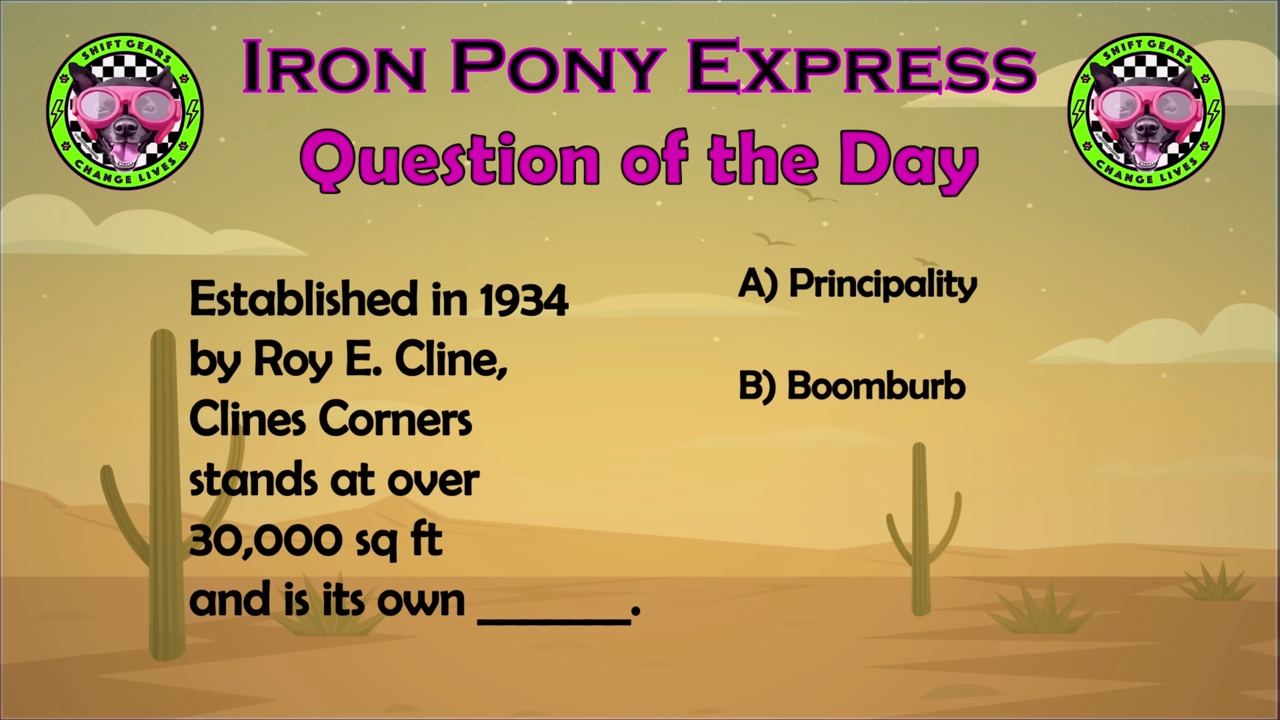 SHIFT GEARS
CHANGE LIVES
IRON PONY EXPRESS
Question of the Day
SHIFT GEARS
CHANGE LIVES
Established in 1934
by Roy E. Cline,
Clines Corners
stands at over
30,000 sq ft
and is its own ______.
A) Principality
B) Boomburb